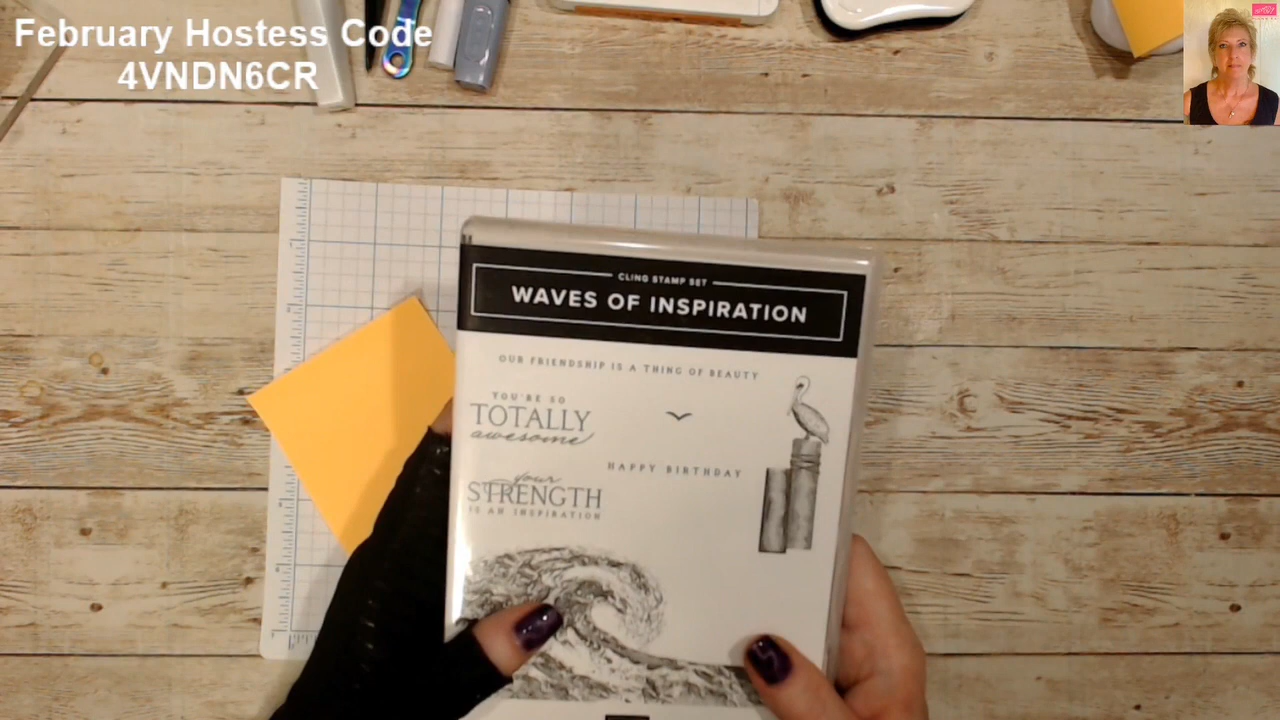 February Hostess Code
4VNDN6CR
CLING STAMP SET
WAVES OF INSPIRATION
OUR FRIENDSHIP IS A THING OF BEAUTY
YOU'RE SO
TOTALLY
awesome
HAPPY BIRTHDAY
your
STRENGTH
IS AN INSPIRATION